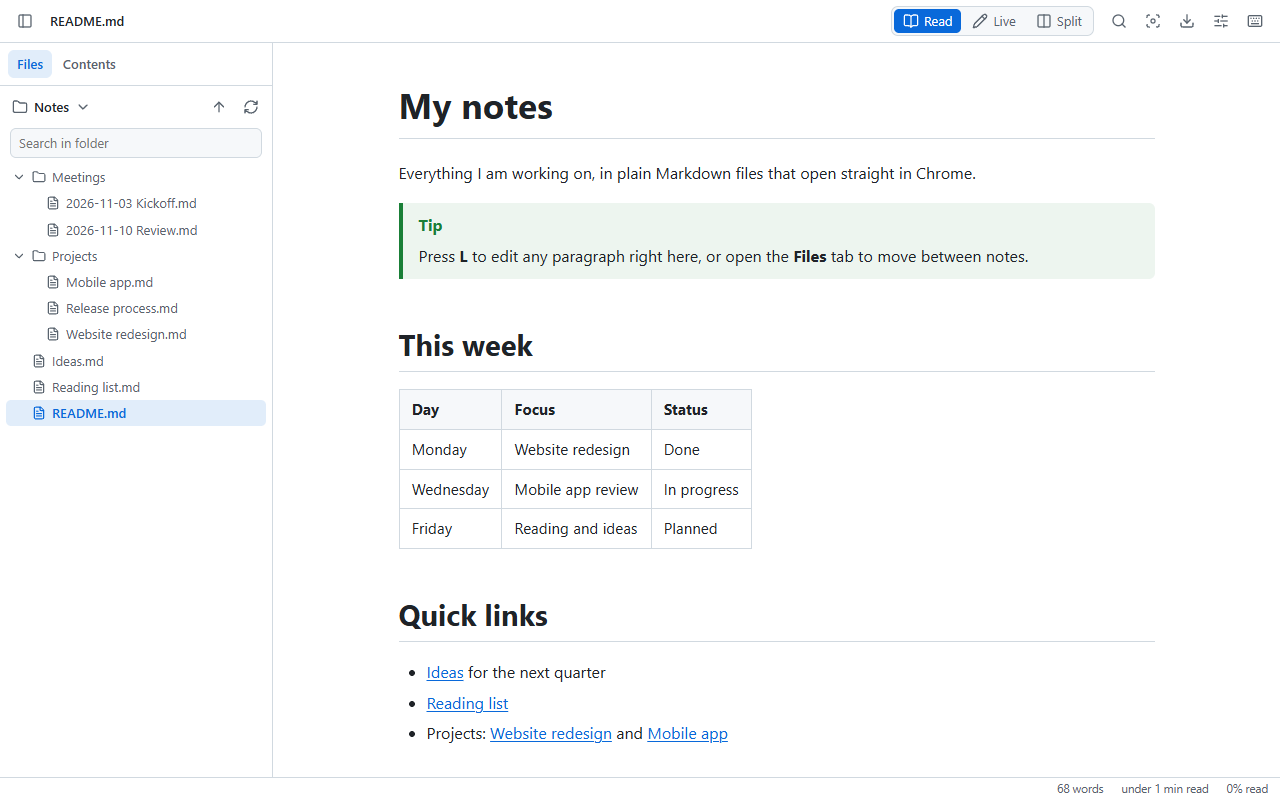 README.md
Read
Live
Split
Files
Contents
Notes
Search in folder
Meetings
2026-11-03 Kickoff.md
2026-11-10 Review.md
Projects
Mobile app.md
Release process.md
Website redesign.md
Ideas.md
Reading list.md
README.md
My notes
Everything I am working on, in plain Markdown files that open straight in Chrome.
Tip
Press L to edit any paragraph right here, or open the Files tab to move between notes.
This week
Day Focus Status
Monday Website redesign Done
Wednesday Mobile app review In progress
Friday Reading and ideas Planned
Quick links
Ideas for the next quarter
Reading list
Projects: Website redesign and Mobile app
68 words under 1 min read 0% read